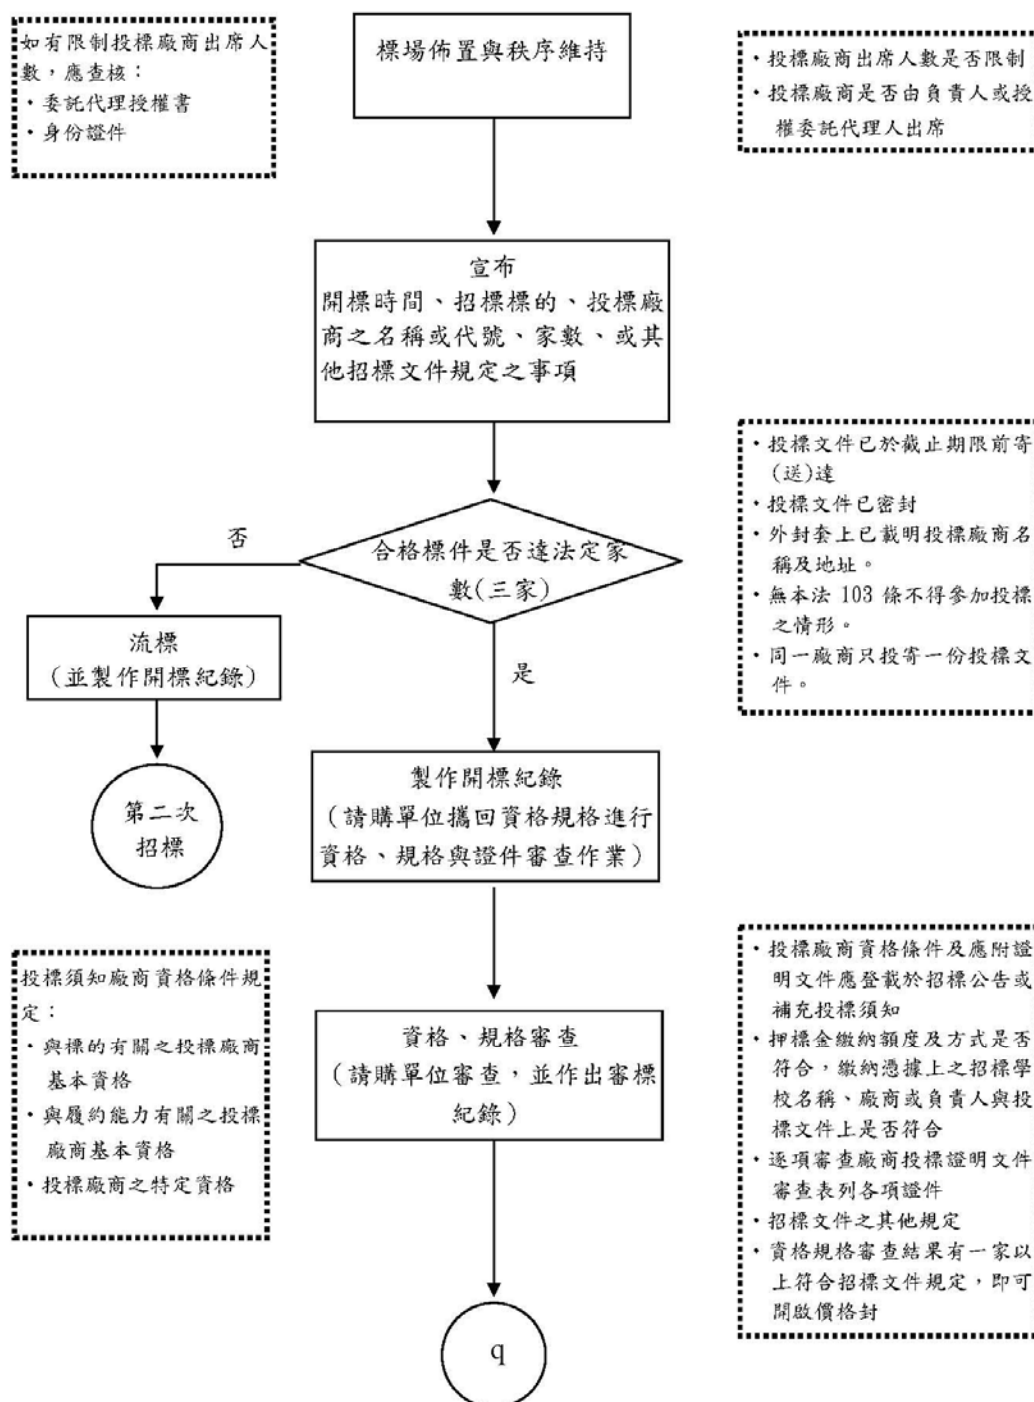 如有限制投標廠商出席人
數，應查核：
・委託代理授權書
・身份證件
標場佈置與秩序維持
・投標廠商出席人數是否限制
・投標廠商是否由負責人或授
權委託代理人出席
宣布
開標時間、招標標的、投標廠
商之名稱或代號、家數、或其
他招標文件規定之事項
・投標文件已於截止期限前寄
(送)達
・投標文件已密封
・外封套上已載明投標廠商名
稱及地址。
・無本法 103 條不得參加投標
之情形。
・同一廠商只投寄一份投標文
件。
合格標件是否達法定家
數(三家)
否
是
流標
（並製作開標紀錄）
第二次
招標
製作開標紀錄
（請購單位攜回資格規格進行
資格、規格與證件審查作業）
投標須知廠商資格條件規
定：
・與標的有關之投標廠商
基本資格
・與履約能力有關之投標
廠商基本資格
・投標廠商之特定資格
資格、規格審查
（請購單位審查，並作出審標
紀錄）
・投標廠商資格條件及應附證
明文件應登載於招標公告或
補充投標須知
・押標金繳納額度及方式是否
符合，繳納憑據上之招標學
校名稱、廠商或負責人與投
標文件上是否符合
・逐項審查廠商投標證明文件
審查表列各項證件
・招標文件之其他規定
・資格規格審查結果有一家以
上符合招標文件規定，即可
開啟價格封
q